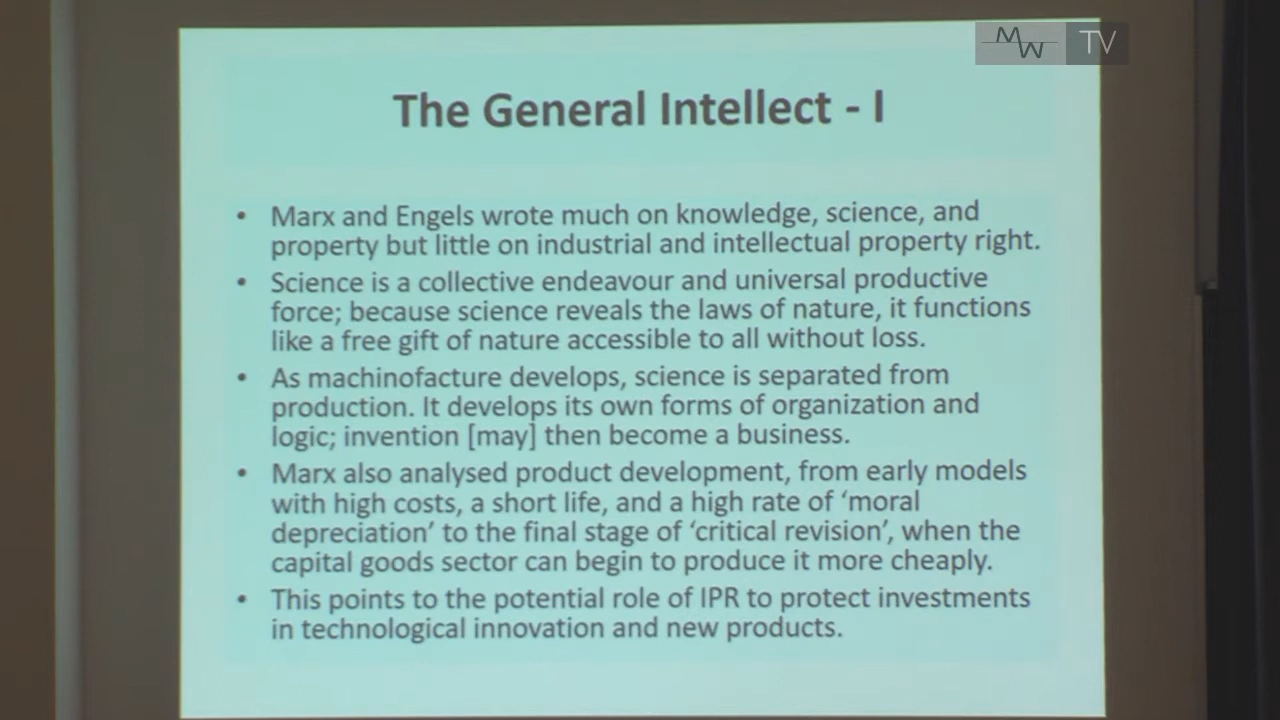 MW TV
The General Intellect - I
• Marx and Engels wrote much on knowledge, science, and
property but little on industrial and intellectual property right.
• Science is a collective endeavour and universal productive
force; because science reveals the laws of nature, it functions
like a free gift of nature accessible to all without loss.
• As machinofacture develops, science is separated from
production. It develops its own forms of organization and
logic; invention [may] then become a business.
• Marx also analysed product development, from early models
with high costs, a short life, and a high rate of ‘moral
depreciation’ to the final stage of ‘critical revision’, when the
capital goods sector can begin to produce it more cheaply.
• This points to the potential role of IPR to protect investments
in technological innovation and new products.